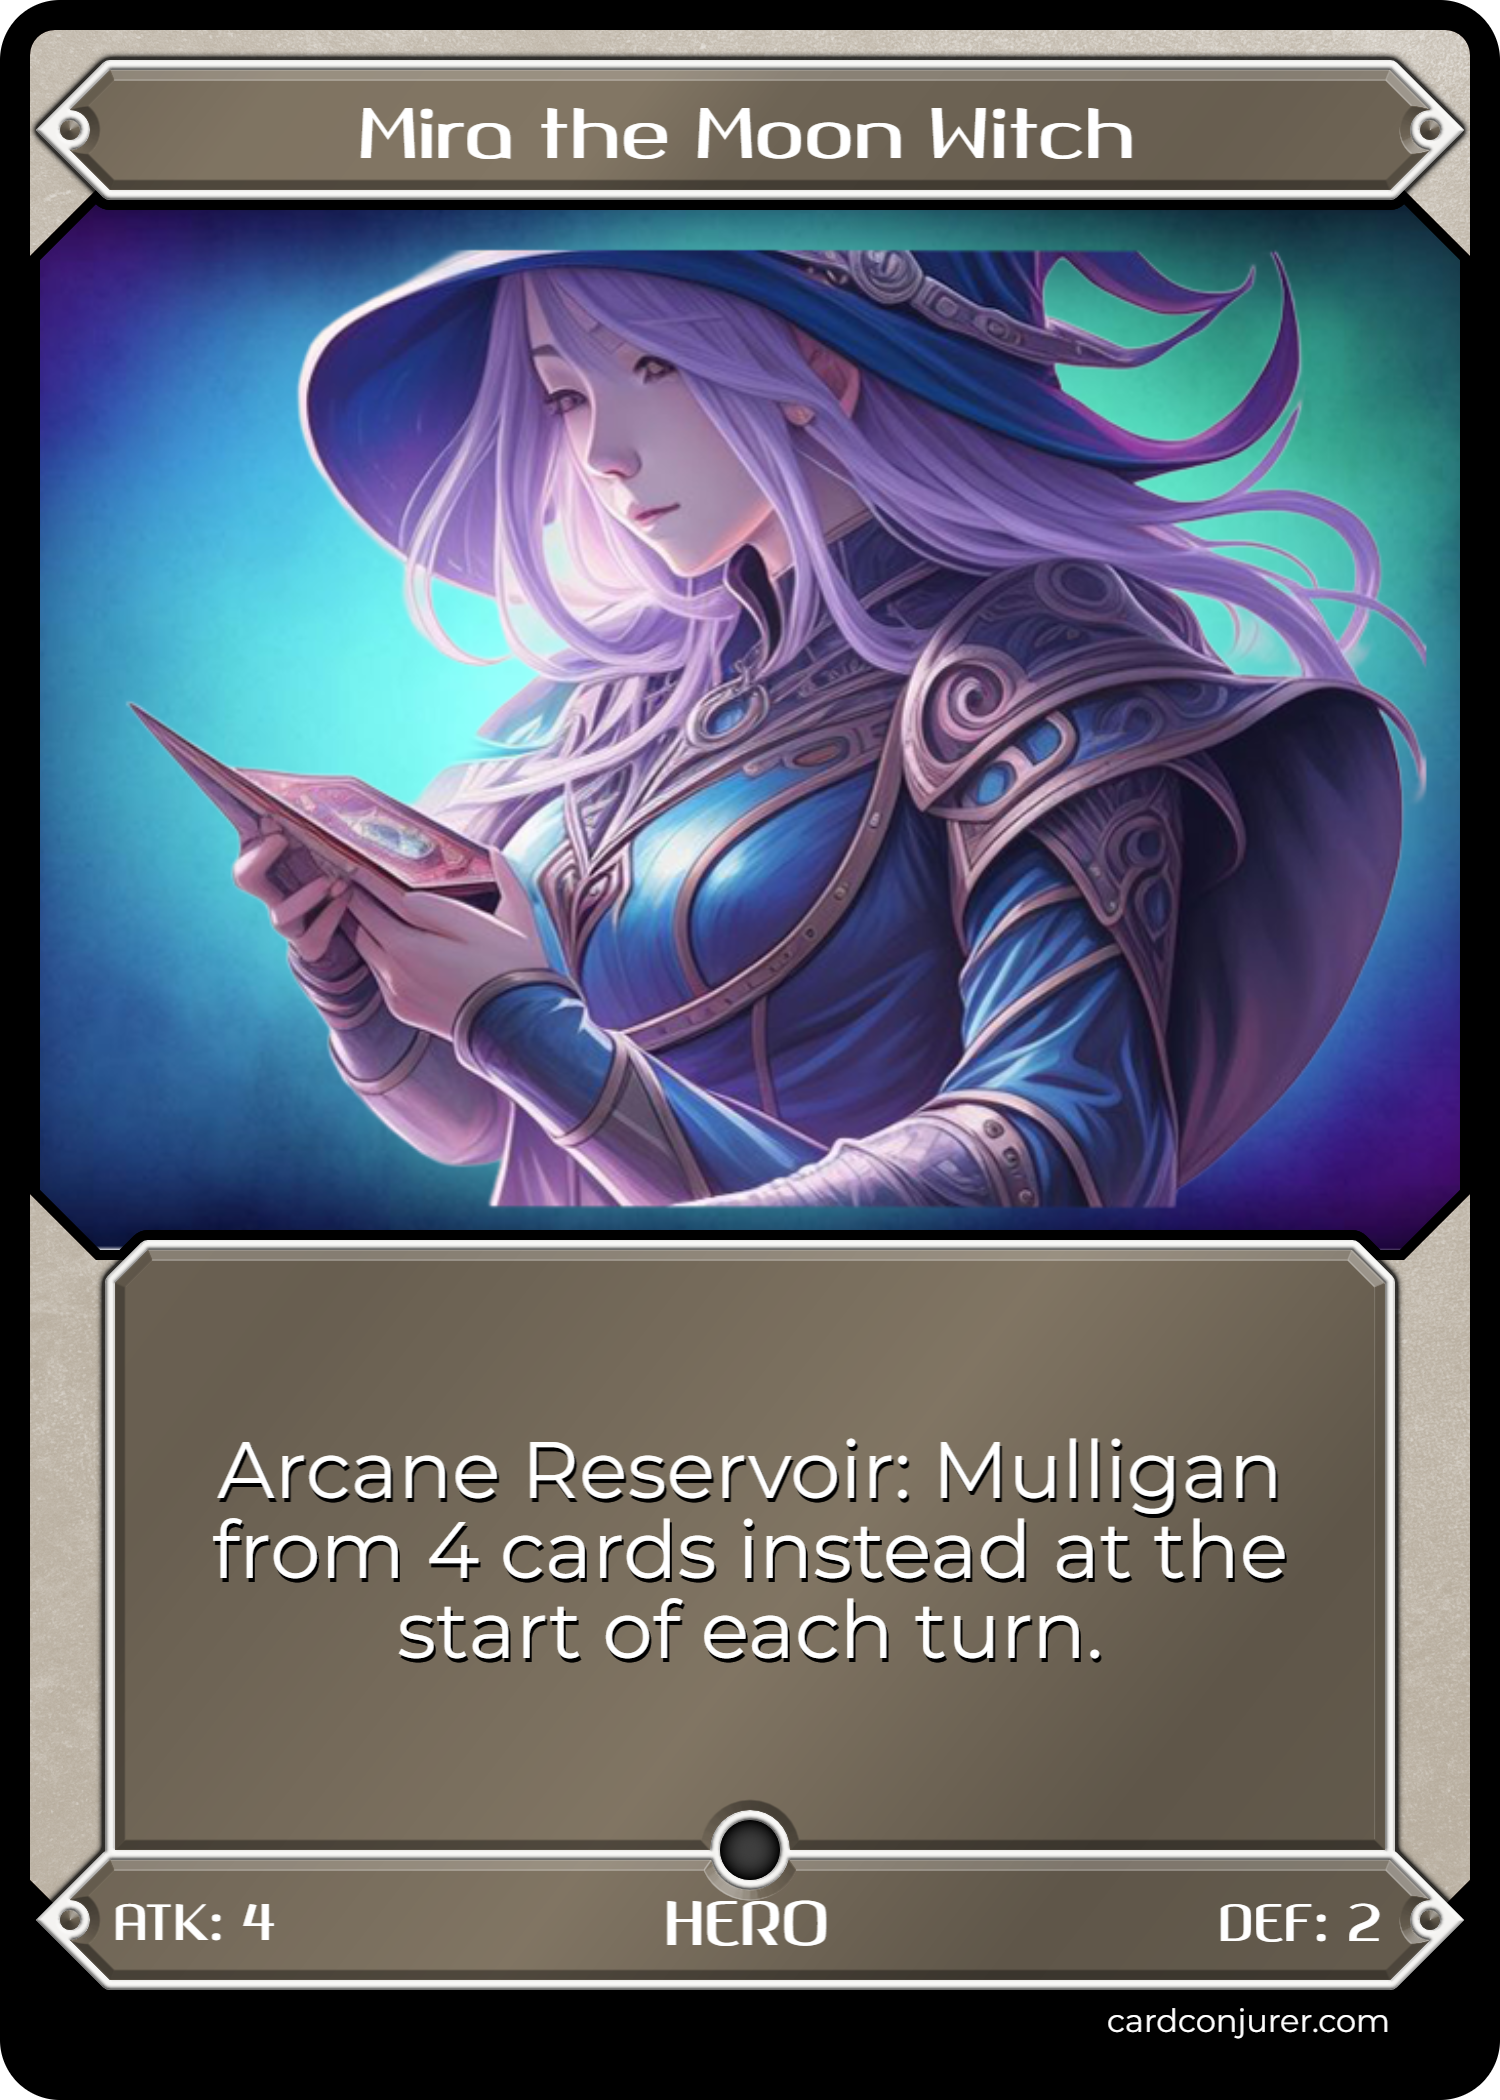 Mira the Moon Witch
Arcane Reservoir: Mulligan
from 4 cards instead at the
start of each turn.
ATK: 4
HERO
DEF: 2
cardconjurer.com